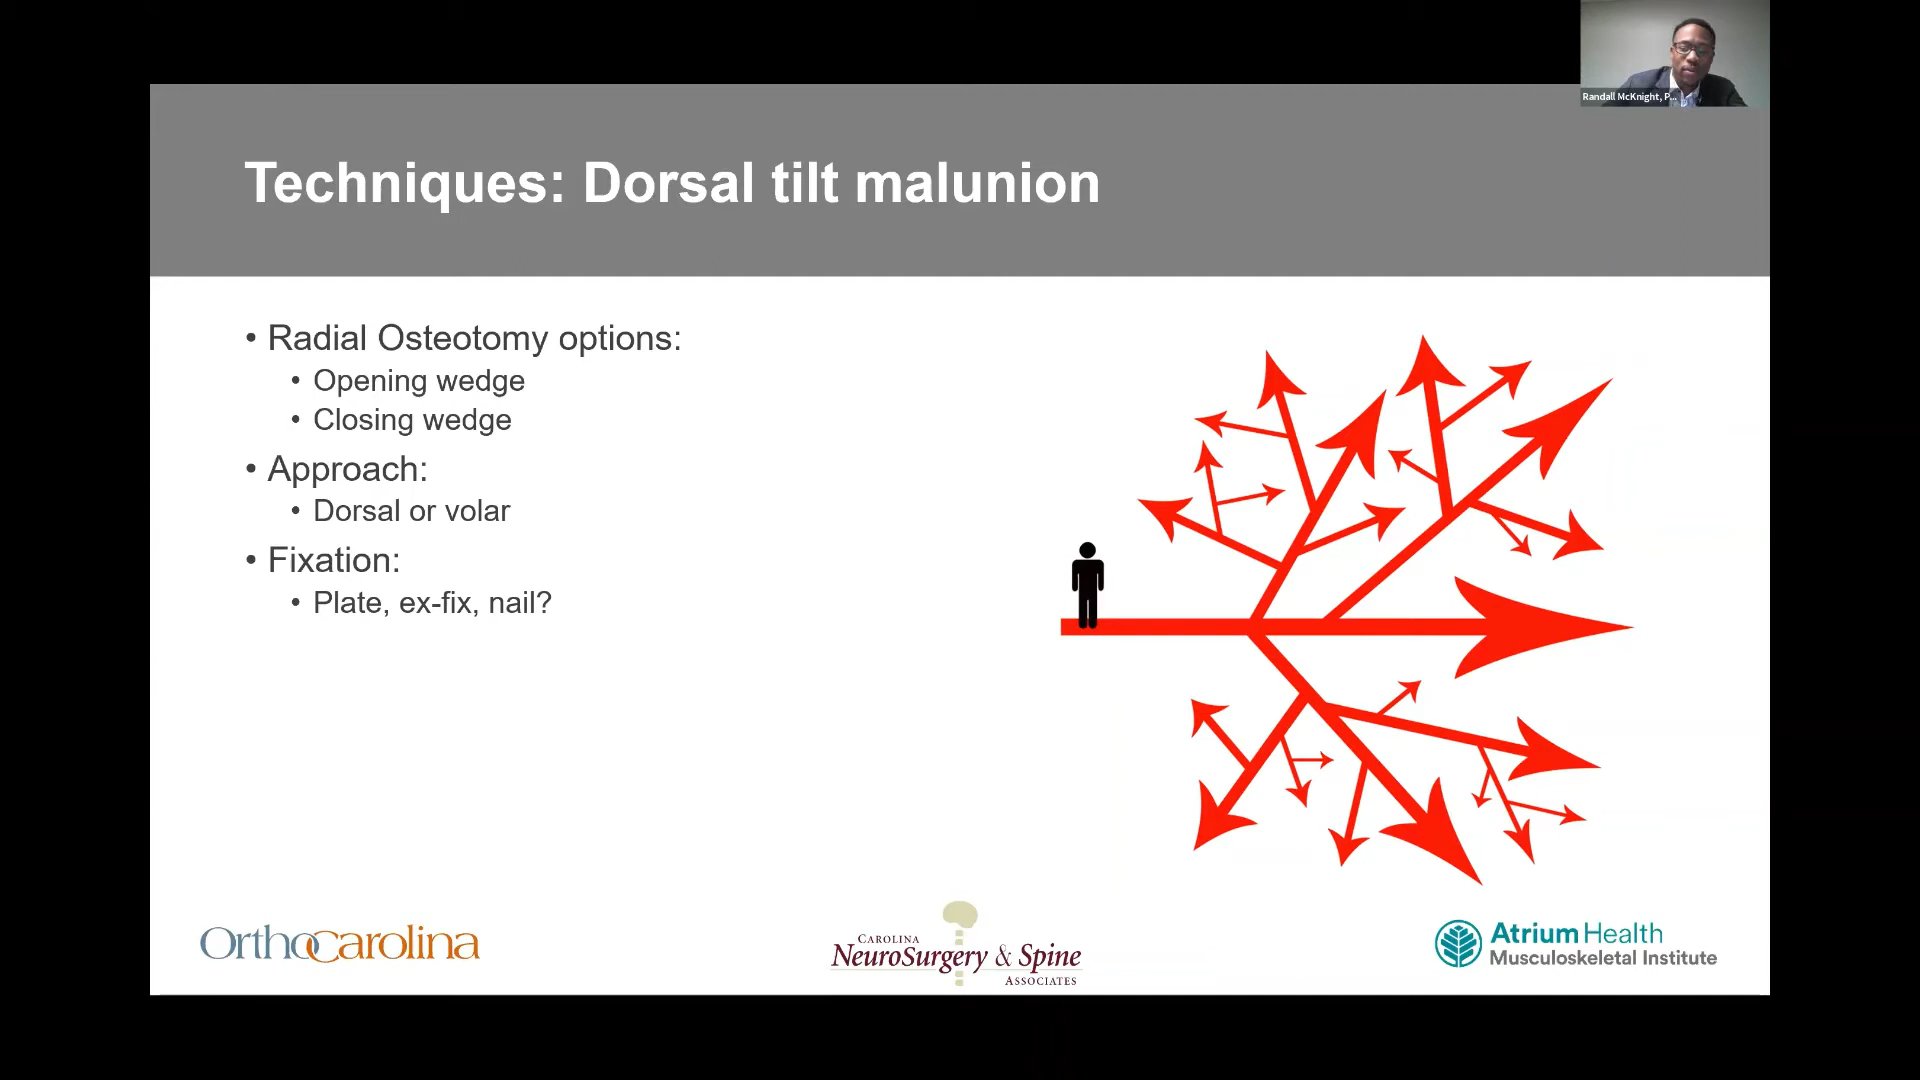 Randall McKnight, P...
Techniques: Dorsal tilt malunion
• Radial Osteotomy options:
• Opening wedge
• Closing wedge
• Approach:
• Dorsal or volar
• Fixation:
• Plate, ex-fix, nail?
OrthoCarolina
CAROLINA
NEUROSURGERY & SPINE
ASSOCIATES
Atrium Health
Musculoskeletal Institute